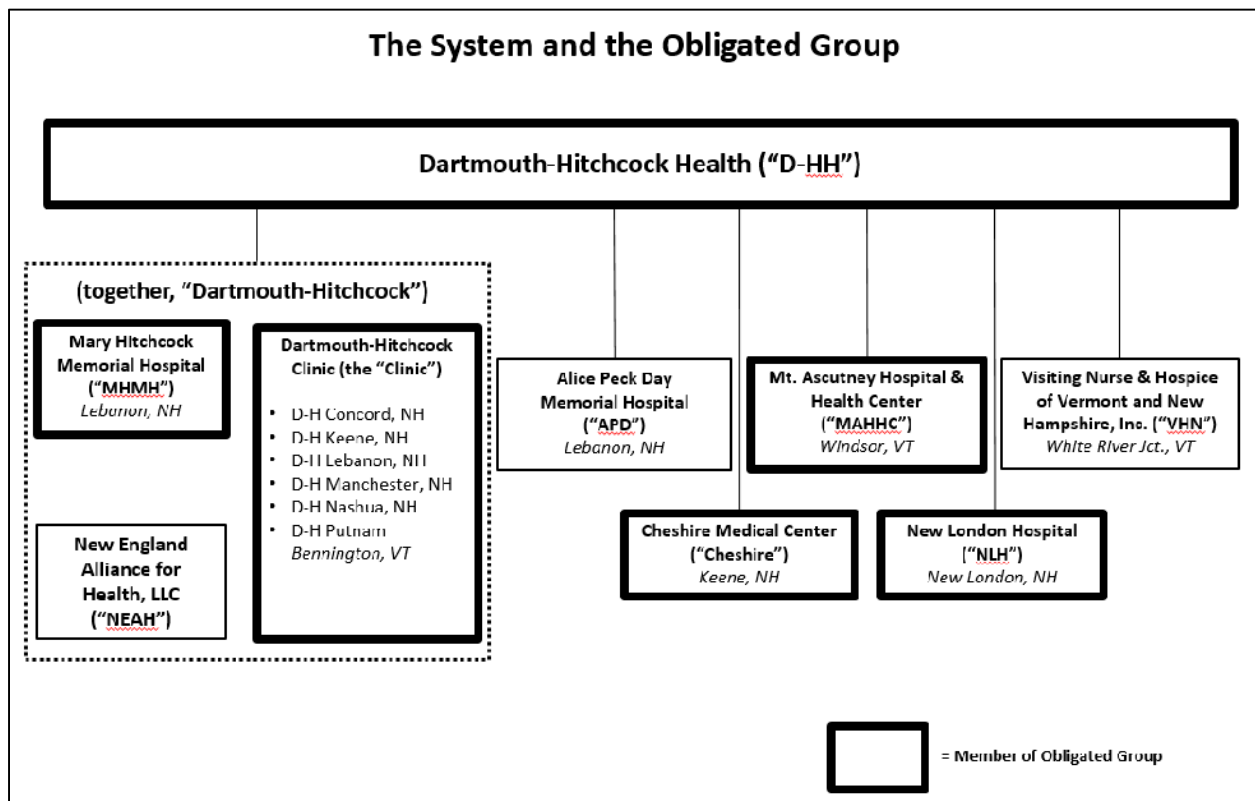 The System and the Obligated Group
Dartmouth-Hitchcock Health (“D-HH”)
(together, “Dartmouth-Hitchcock”)
Mary Hitchcock
Memorial Hospital
(“MHMH”)
Lebanon, NH
Dartmouth-Hitchcock
Clinic (the “Clinic”)
• D-H Concord, NH
• D-H Keene, NH
• D-H Lebanon, NH
• D-H Manchester, NH
• D-H Nashua, NH
• D-H Putnam
Bennington, VT
New England
Alliance for
Health, LLC
(“NEAH”)
Alice Peck Day
Memorial Hospital
(“APD”)
Lebanon, NH
Mt. Ascutney Hospital &
Health Center
(“MAHHC”)
Windsor, VT
Visiting Nurse & Hospice
of Vermont and New
Hampshire, Inc. (“VHN”)
White River Jct., VT
Cheshire Medical Center
(“Cheshire”)
Keene, NH
New London Hospital
(“NLH”)
New London, NH
= Member of Obligated Group